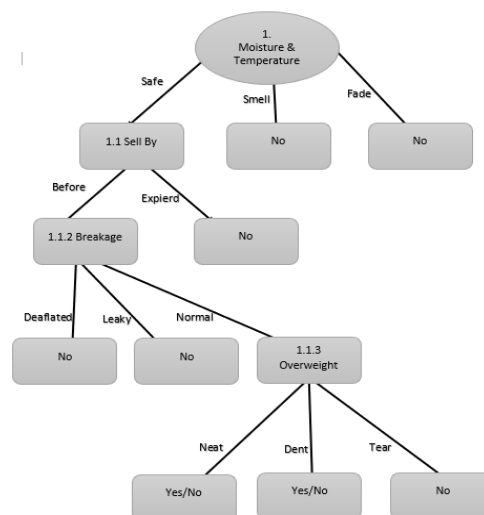 1.
Moisture &
Temperature
Safe
Smell
Fade
1.1 Sell By
No
No
Before
Expierd
1.1.2 Breakage
No
Deaflated
Leaky
Normal
No
No
1.1.3
Overweight
Neat
Dent
Tear
Yes/No
Yes/No
No